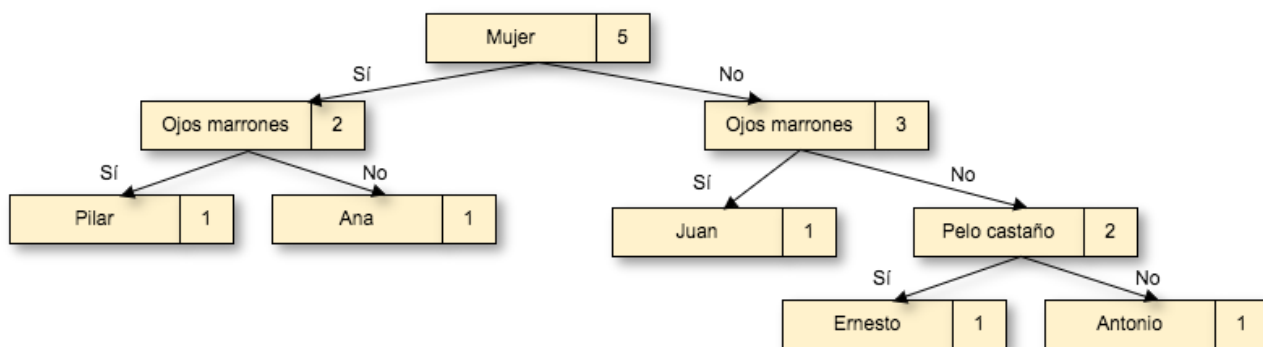 Mujer 5
Sí No
Ojos marrones 2 Ojos marrones 3
Sí No Sí No
Pilar 1 Ana 1 Juan 1 Pelo castaño 2
Sí No
Ernesto 1 Antonio 1